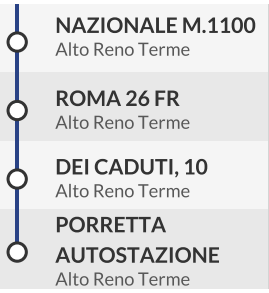 NAZIONALE M.1100
Alto Reno Terme
ROMA 26 FR
Alto Reno Terme
DEI CADUTI, 10
Alto Reno Terme
PORRETTA
AUTOSTAZIONE
Alto Reno Terme